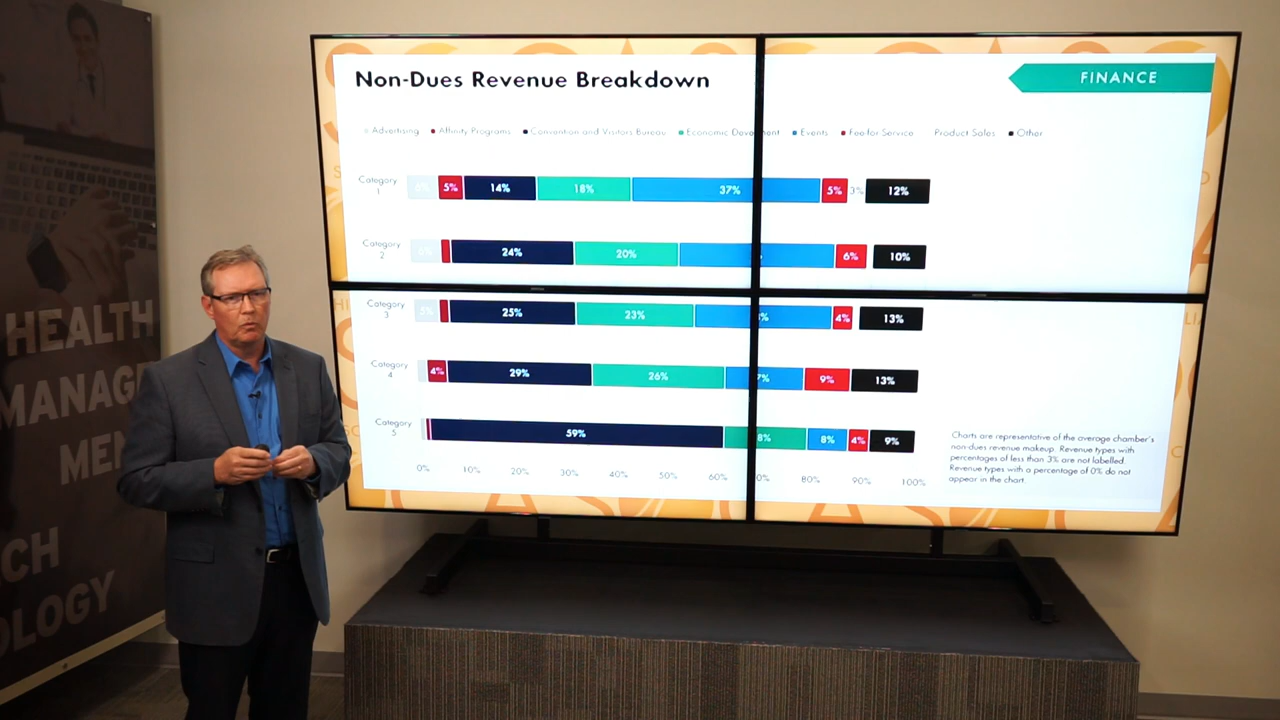 Non-Dues Revenue Breakdown
FINANCE
Advertising Affinity Programs Convention and Visitors Bureau Economic Events Fee for Service Product Sales Other
Category 5% 14% 18% 37% 5% 3% 12%
1
Category 24% 20% 6% 10%
2
Category 25% 23% 4% 13%
3
Category 4% 29% 26% 9% 13%
4
Category 59% 8% 4% 9%
5
0% 10% 20% 30% 40% 50% 60% 80% 90% 100%
Charts are representative of the average chamber's
non-dues revenue makeup. Revenue types with
percentages of less than 3% are not labelled.
Revenue types with a percentage of 0% do not
appear in the chart.
HEALTH
MANAGE
MEN
CH
OLOGY